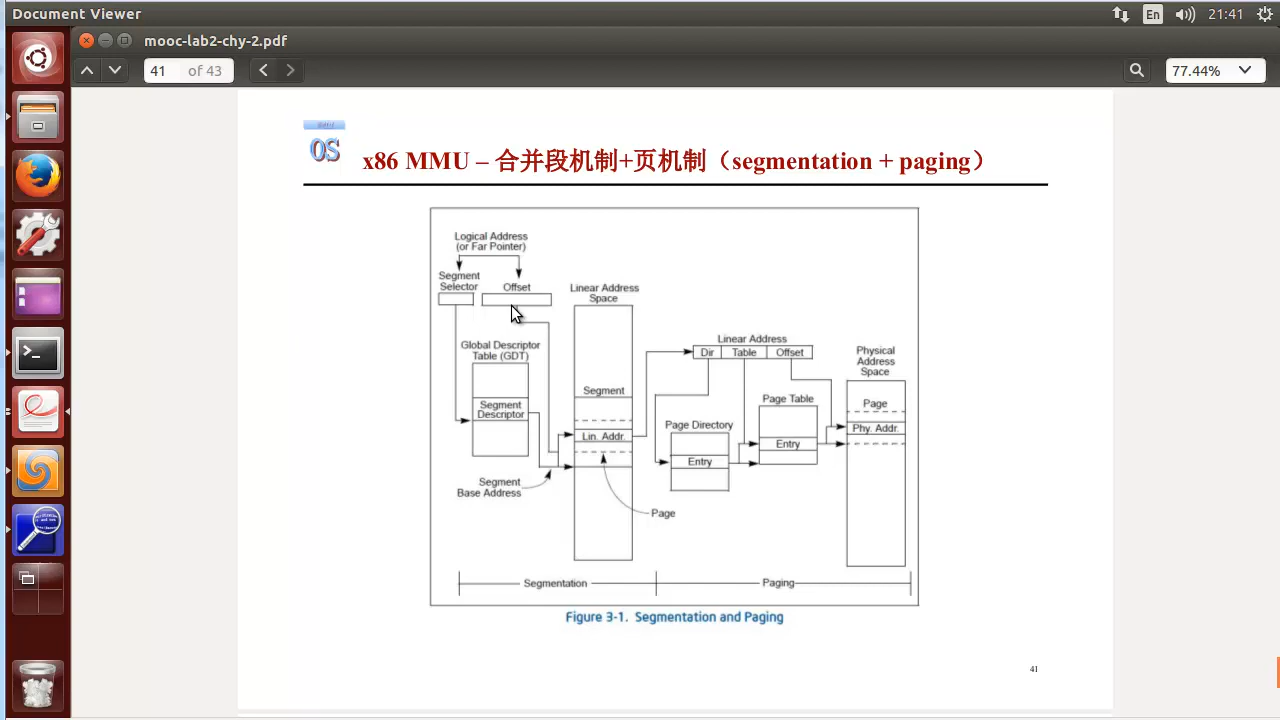 Document Viewer
En
21:41
mooc-lab2-chy-2.pdf
41 of 43
77.44%
OS
x86 MMU – 合并段机制+页机制（segmentation + paging）
Logical Address
(or Far Pointer)
Segment
Selector
Offset
Linear Address
Space
Global Descriptor
Table (GDT)
Segment
Descriptor
Segment
Lin. Addr.
Segment
Base Address
Page
Linear Address
Dir Table Offset
Page Directory
Entry
Page Table
Entry
Physical
Address
Space
Page
Phy. Addr.
Segmentation
Paging
Figure 3-1. Segmentation and Paging
41